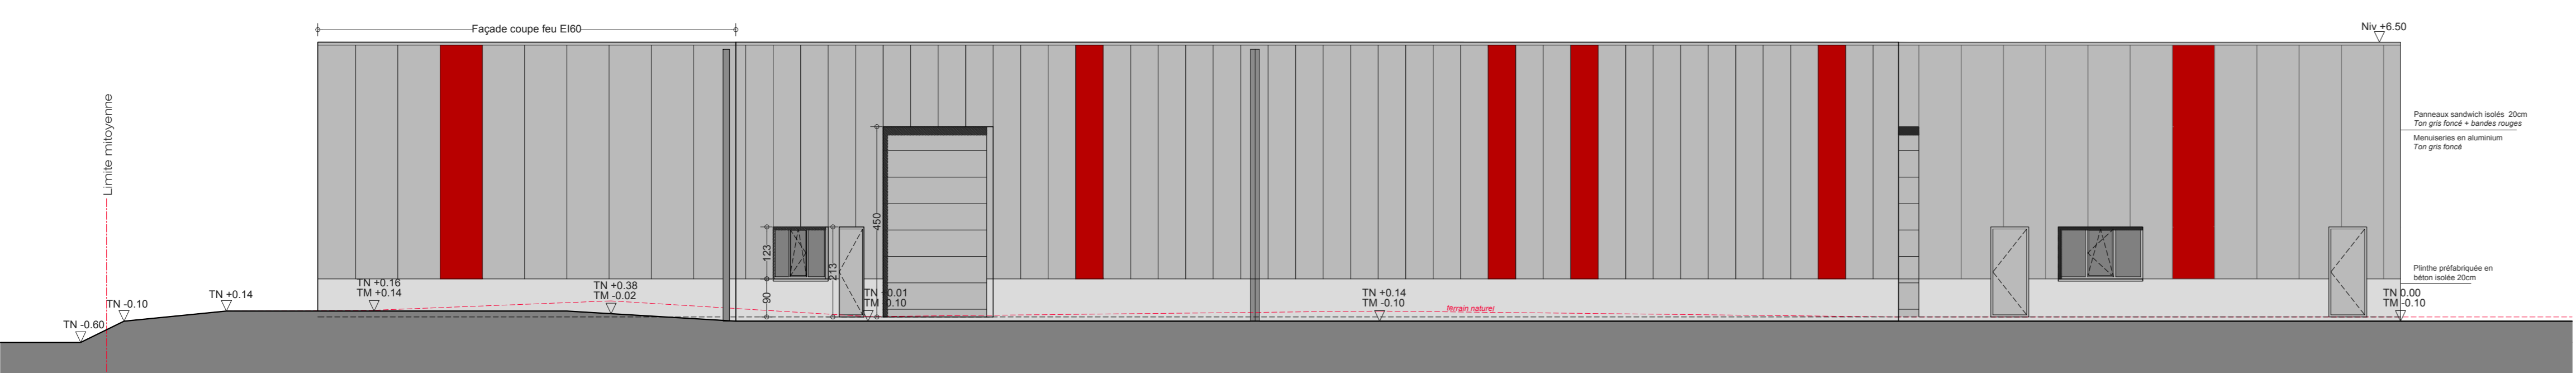 Façade coupe feu EI60
Niv +6.50
Limite mitoyenne
Panneaux sandwich isolés 20cm
Ton gris foncé + bandes rouges
Menuiseries en aluminium
Ton gris foncé
450
123
213
90
Plinthe préfabriquée en
béton isolée 20cm
TN -0.60
TN -0.10
TN +0.14
TN +0.16
TM +0.14
TN +0.38
TM -0.02
TN +0.01
TM -0.10
TN +0.14
TM -0.10
terrain naturel
TN 0.00
TM -0.10